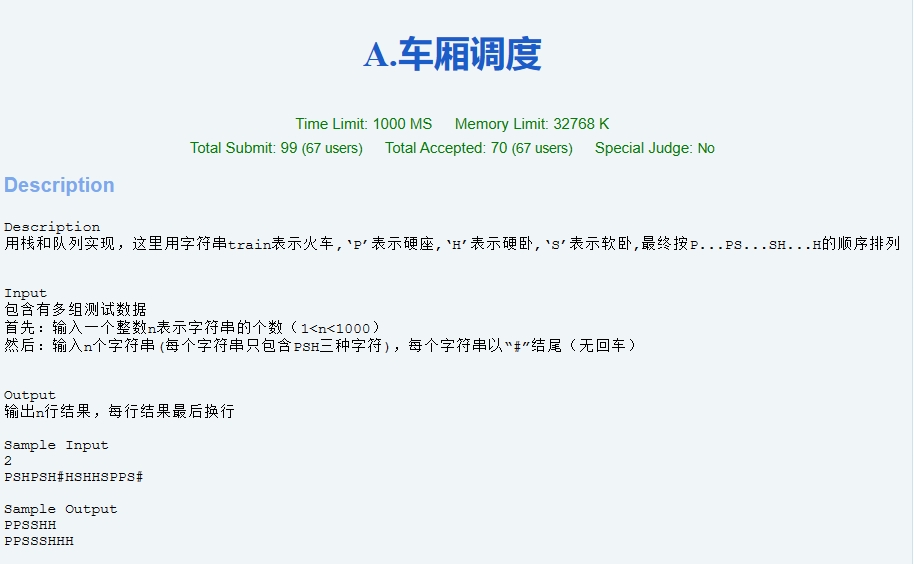 A.车厢调度
Time Limit: 1000 MS Memory Limit: 32768 K
Total Submit: 99 (67 users) Total Accepted: 70 (67 users) Special Judge: No
Description
Description
用栈和队列实现，这里用字符串train表示火车,‘P’表示硬座,‘H’表示硬卧,‘S’表示软卧,最终按P...PS...SH...H的顺序排列
Input
包含有多组测试数据
首先：输入一个整数n表示字符串的个数（1<n<1000）
然后：输入n个字符串(每个字符串只包含PSH三种字符)，每个字符串以“#”结尾（无回车）
Output
输出n行结果，每行结果最后换行
Sample Input
2
PSHPSH#HSHHSPPS#
Sample Output
PPSSHH
PPSSSHHH